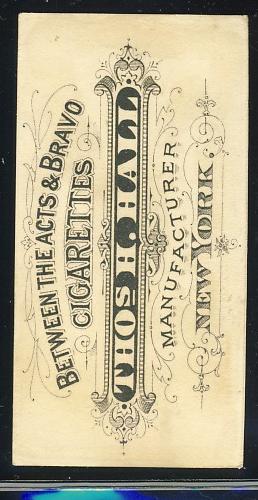 BETWEEN THE ACTS & BRAVO
CIGARETTES
THOS H. HALL
MANUFACTURER
NEW YORK.